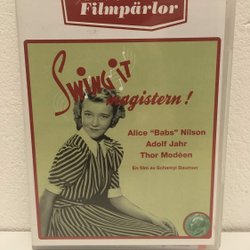 Filmpärlor
Swing it
magistern!
Alice "Babs" Nilson
Adolf Jahr
Thor Modéen
En film av Schamyl Bauman